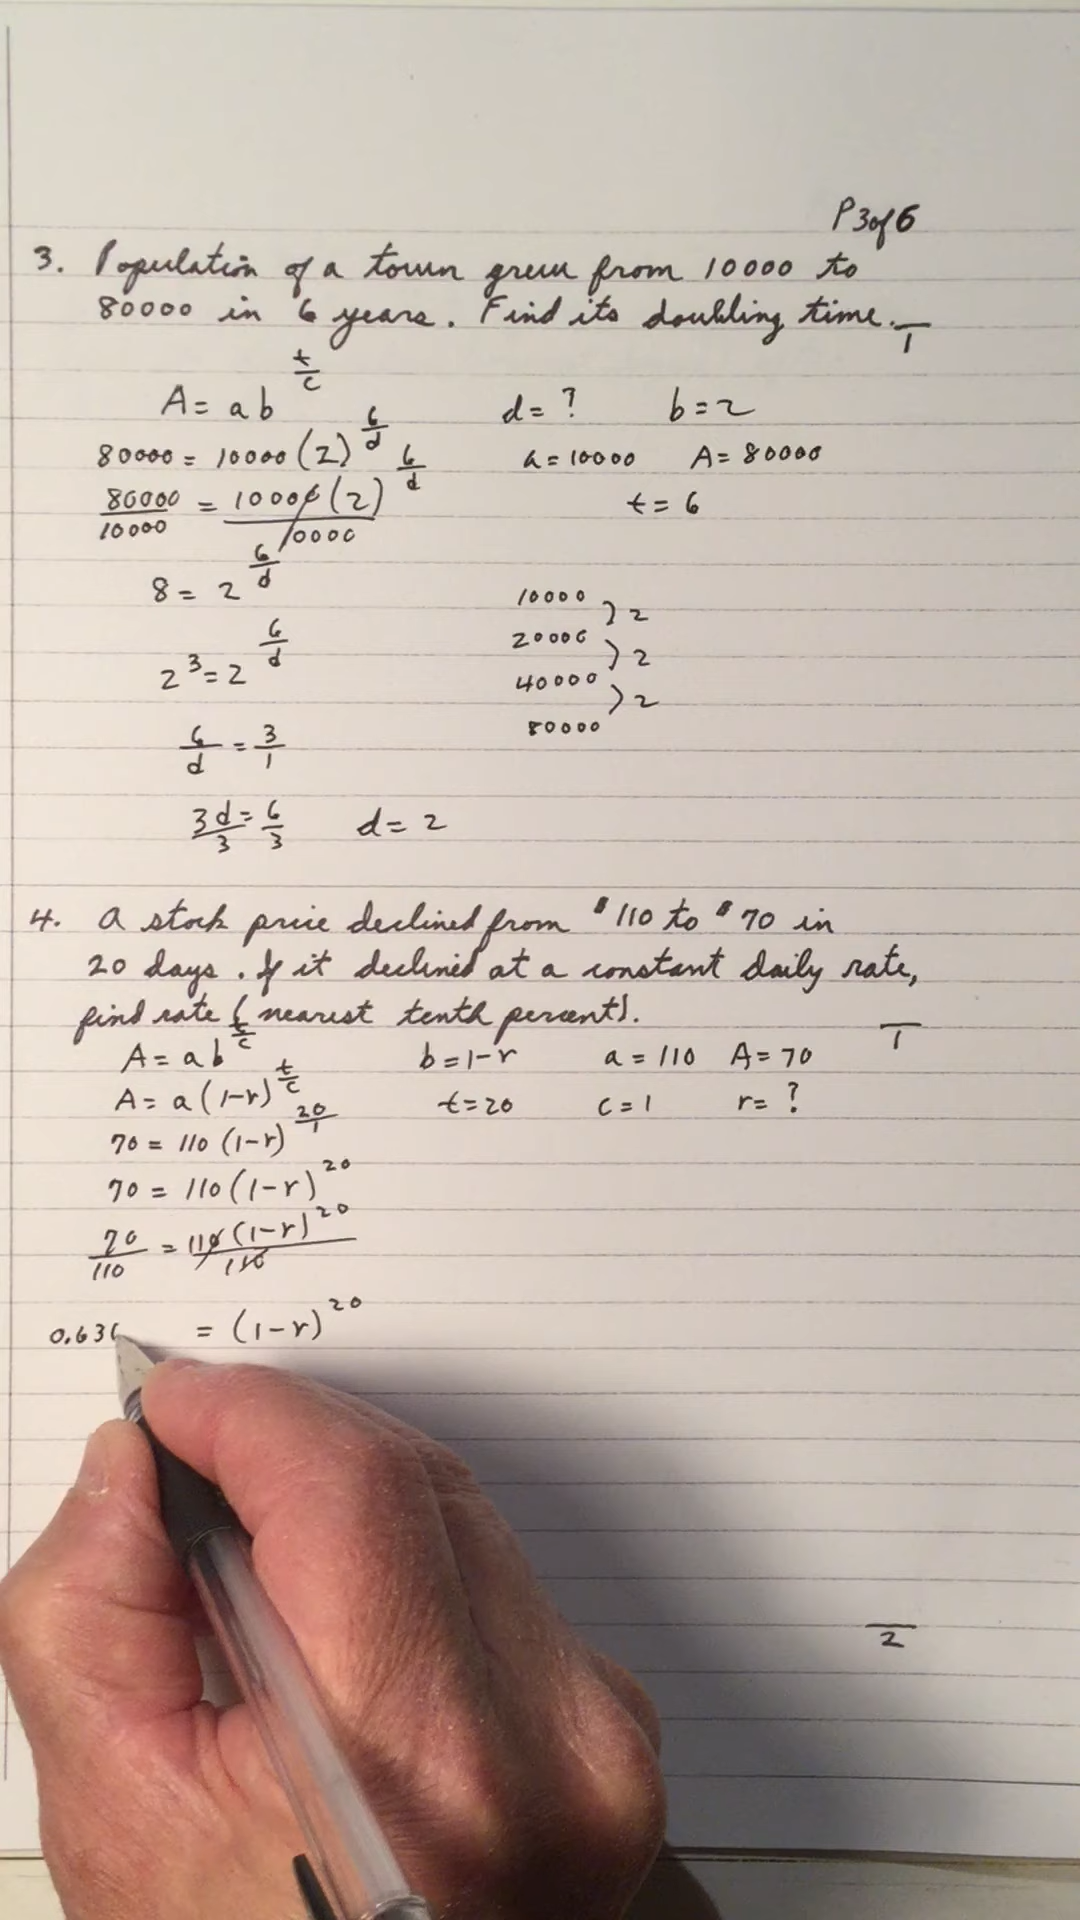 P3of6
3. Population of a town grew from 10000 to
80000 in 6 years. Find its doubling time.
1
A = ab^(t/c)    d = ?    b = 2
80000 = 10000(2)^(6/d)    a = 10000    A = 80000
80000/10000 = 10000(2)^(6/d)/10000    t = 6
8 = 2^(6/d)
2^3 = 2^(6/d)
6/d = 3/1
3d/3 = 6/3    d = 2
10000
) 2
20000
) 2
40000
) 2
80000
4. A stock price declined from $110 to $70 in
20 days. If it declined at a constant daily rate,
find rate (nearest tenth percent).
1
A = ab^(t/c)    b = 1-r    a = 110    A = 70
A = a(1-r)^(t/c)    t = 20    c = 1    r = ?
70 = 110(1-r)^(20/1)
70 = 110(1-r)^20
70/110 = 110(1-r)^20/110
0.636 = (1-r)^20
2